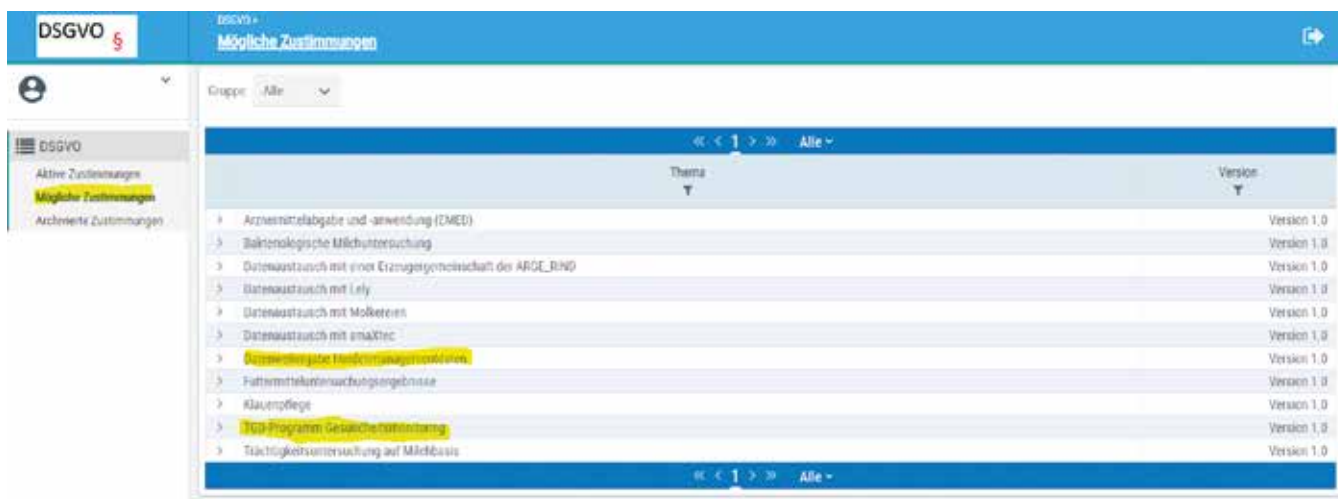 DSGVO §
DSGVO »
Mögliche Zustimmungen
Gruppe Alle
DSGVO
Aktive Zustimmungen
Mögliche Zustimmungen
Archivierte Zustimmungen
« < 1 > » Alle
Thema Version
Arzneimittelabgabe und -anwendung (EMED) Version 1,0
Bakteriologische Milchuntersuchung Version 1,0
Datenaustausch mit einer Erzeugergemeinschaft der ARGE_RIND Version 1,0
Datenaustausch mit Lely Version 1,0
Datenaustausch mit Molkereien Version 1,0
Datenaustausch mit smaXtec Version 1,0
Datenweitergabe Version 1,0
Futtermitteluntersuchungsergebnisse Version 1,0
Klauenpflege Version 1,0
TGD-Programm Gesundheitsmonitoring Version 1,0
Trächtigkeitsuntersuchung auf Milchbasis Version 1,0
« < 1 > » Alle